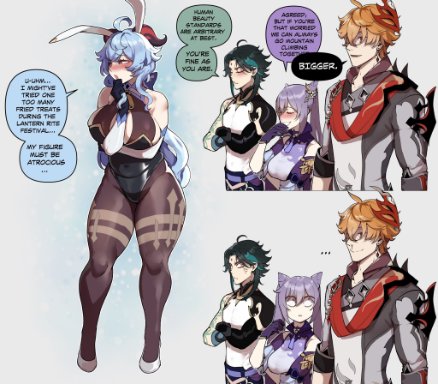 U-UHM...
I MIGHT'VE
TRIED ONE
TOO MANY
FRIED TREATS
DURING THE
LANTERN RITE
FESTIVAL...
MY FIGURE
MUST BE
ATROCIOUS
...
HUMAN
BEAUTY
STANDARDS
ARE ARBITRARY
AT BEST.
YOU'RE
FINE AS
YOU ARE.
AGREED,
BUT IF YOU'RE
THAT WORRIED
WE CAN ALWAYS
GO MOUNTAIN
CLIMBING
BIGGER.
...